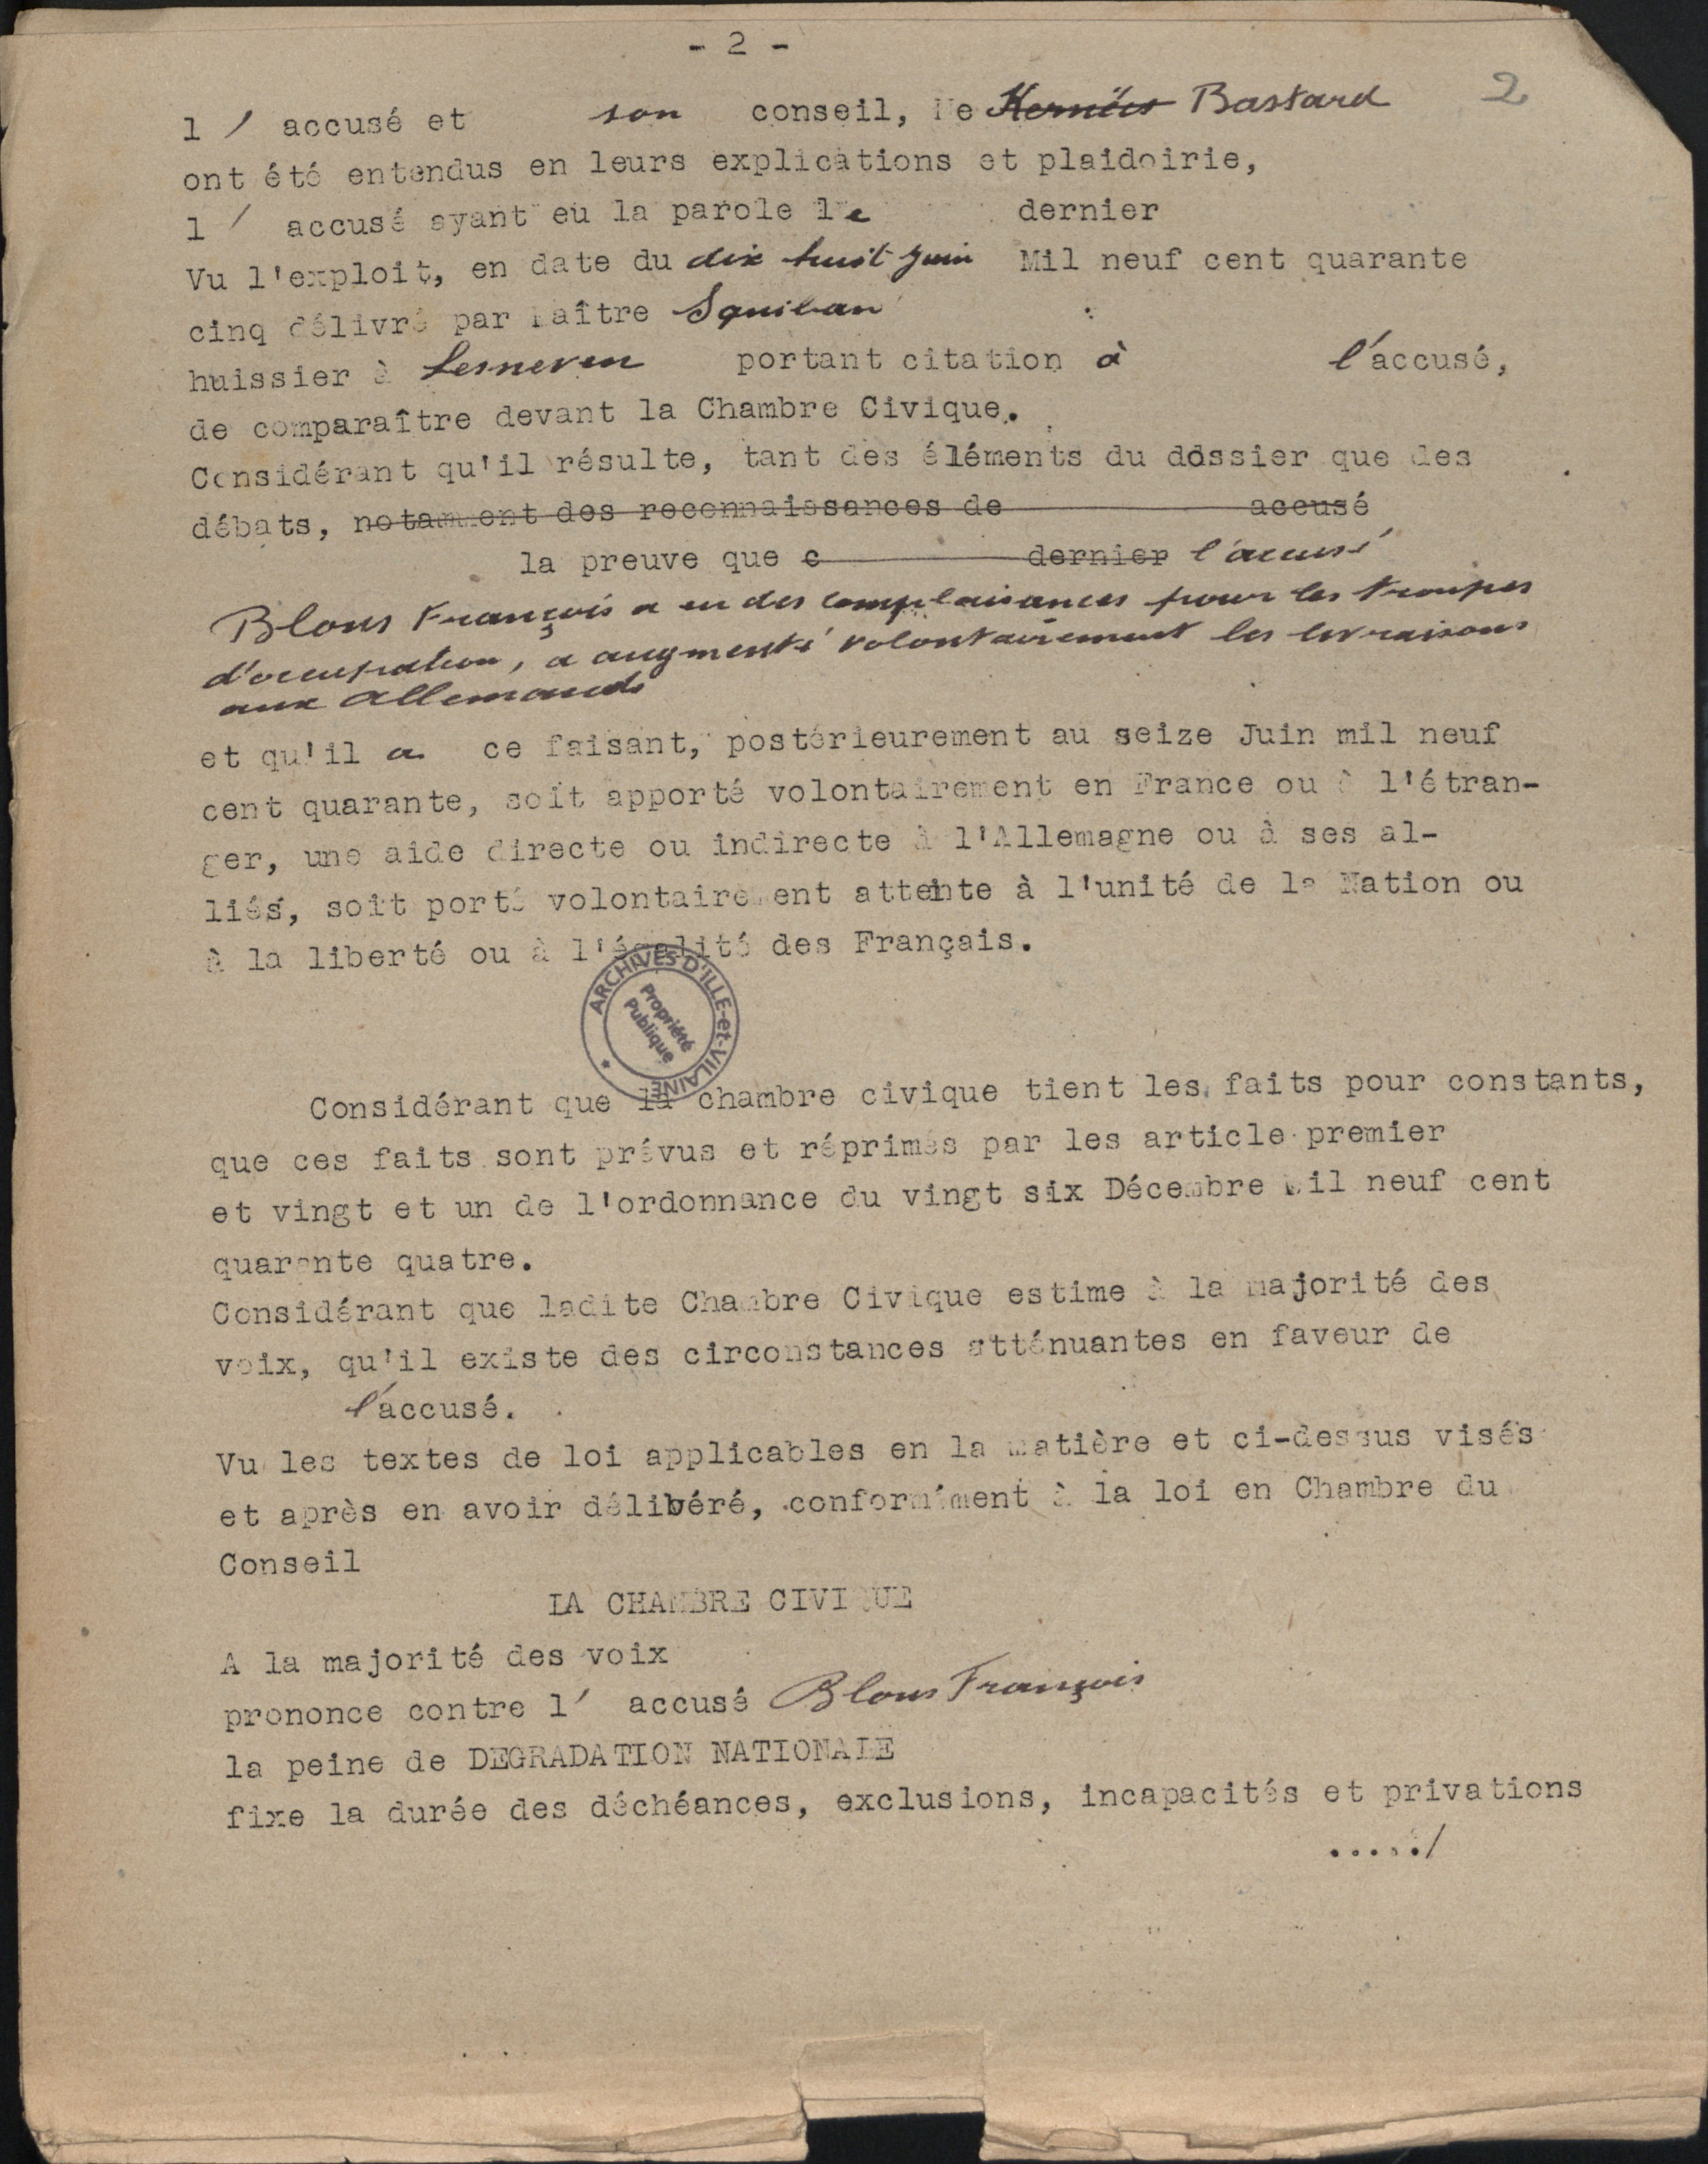 - 2 -
2
l' accusé et son conseil, Me Kernéis Bastard
ont été entendus en leurs explications et plaidoirie,
l' accusé ayant eu la parole le dernier
Vu l'exploit, en date du dix huit juin Mil neuf cent quarante
cinq délivré par Maître Squiban
huissier à Lesneven portant citation à l'accusé,
de comparaître devant la Chambre Civique.
Considérant qu'il résulte, tant des éléments du dossier que des
débats, notamment des reconnaissances de accusé
la preuve que c dernier l'accusé
Blons François a eu des complaisances pour les troupes
d'occupation, a augmenté volontairement les livraisons
aux Allemands
et qu'il a ce faisant, postérieurement au seize Juin mil neuf
cent quarante, soit apporté volontairement en France ou à l'étran-
ger, une aide directe ou indirecte à l'Allemagne ou à ses al-
liés, soit porté volontairement atteinte à l'unité de la Nation ou
à la liberté ou à l'égalité des Français.
ARCHIVES D'ILLE-et-VILAINE
Propriété
Publique
Considérant que la chambre civique tient les faits pour constants,
que ces faits sont prévus et réprimés par les article premier
et vingt et un de l'ordonnance du vingt six Décembre Mil neuf cent
quarante quatre.
Considérant que ladite Chambre Civique estime à la majorité des
voix, qu'il existe des circonstances atténuantes en faveur de
l'accusé.
Vu les textes de loi applicables en la matière et ci-dessus visés
et après en avoir délibéré, conformément à la loi en Chambre du
Conseil
LA CHAMBRE CIVIQUE
A la majorité des voix
prononce contre l' accusé Blons François
la peine de DEGRADATION NATIONALE
fixe la durée des déchéances, exclusions, incapacités et privations
...../